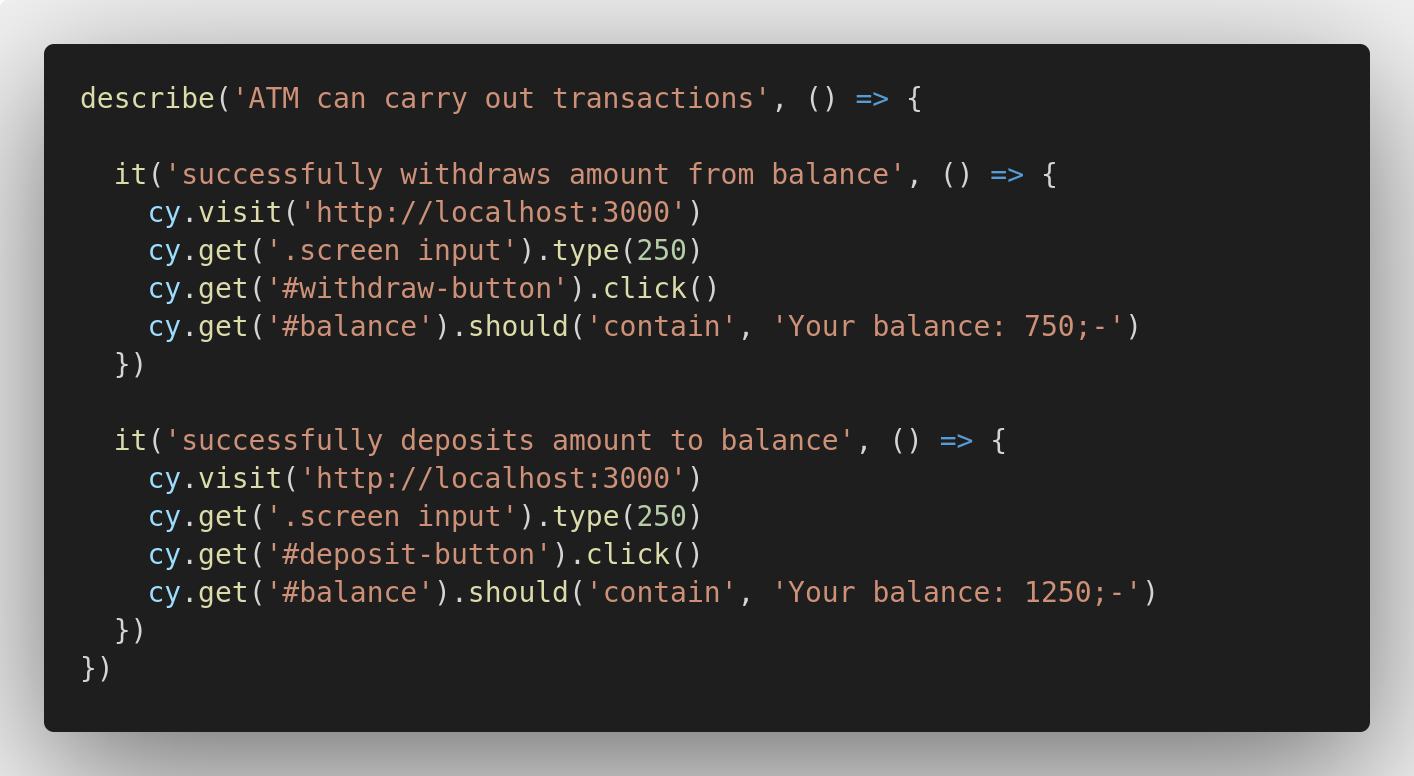 describe('ATM can carry out transactions', () => {
  it('successfully withdraws amount from balance', () => {
    cy.visit('http://localhost:3000')
    cy.get('.screen input').type(250)
    cy.get('#withdraw-button').click()
    cy.get('#balance').should('contain', 'Your balance: 750;-')
  })
  it('successfully deposits amount to balance', () => {
    cy.visit('http://localhost:3000')
    cy.get('.screen input').type(250)
    cy.get('#deposit-button').click()
    cy.get('#balance').should('contain', 'Your balance: 1250;-')
  })
})